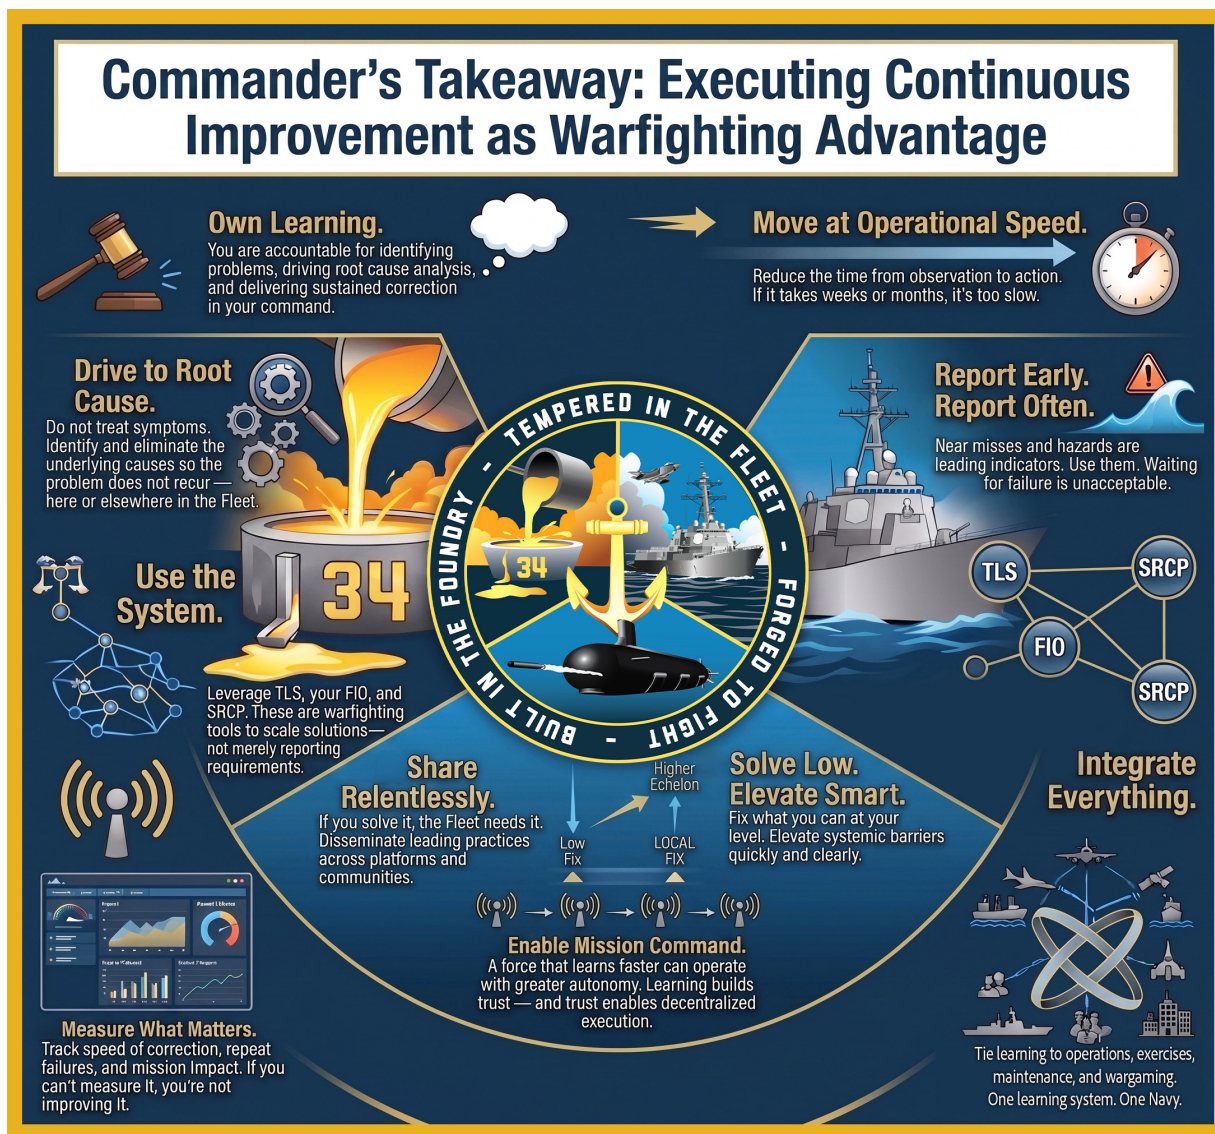 Commander's Takeaway: Executing Continuous
Improvement as Warfighting Advantage
Own Learning.
You are accountable for identifying
problems, driving root cause analysis,
and delivering sustained correction
in your command.
Move at Operational Speed.
Reduce the time from observation to action.
If it takes weeks or months, it's too slow.
Drive to Root
Cause.
Do not treat symptoms.
Identify and eliminate the
underlying causes so the
problem does not recur —
here or elsewhere in the Fleet.
Report Early.
Report Often.
Near misses and hazards are
leading indicators. Use them. Waiting
for failure is unacceptable.
BUILT IN THE FOUNDRY - TEMPERED IN THE FLEET - FORGED TO FIGHT -
34
34
Use the
System.
Leverage TLS, your FIO, and
SRCP. These are warfighting
tools to scale solutions—
not merely reporting
requirements.
TLS
SRCP
FIO
SRCP
Share
Relentlessly.
If you solve it, the Fleet needs it.
Disseminate leading practices
across platforms and
communities.
Higher
Echelon
Low
Fix
LOCAL
FIX
Solve Low.
Elevate Smart.
Fix what you can at your
level. Elevate systemic barriers
quickly and clearly.
Integrate
Everything.
Tie learning to operations, exercises,
maintenance, and wargaming.
One learning system. One Navy.
Enable Mission Command.
A force that learns faster can operate
with greater autonomy. Learning builds
trust — and trust enables decentralized
execution.
Measure What Matters.
Track speed of correction, repeat
failures, and mission Impact. If you
can't measure It, you're not
improving It.